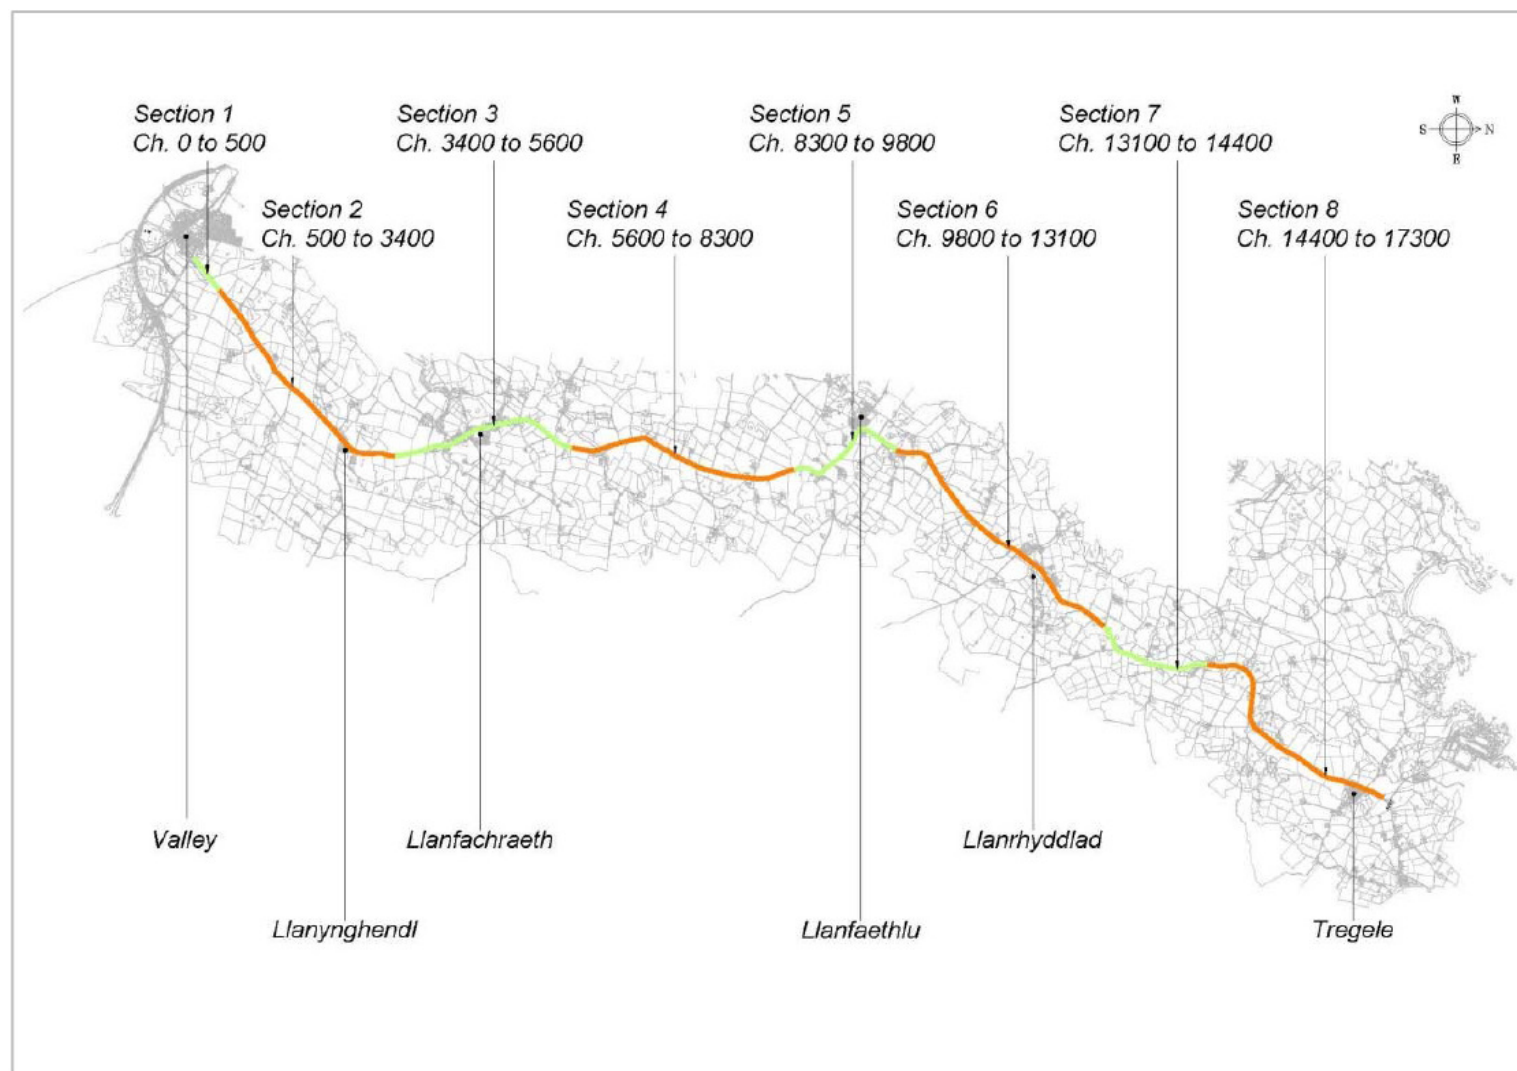 Section 1
Ch. 0 to 500
Section 3
Ch. 3400 to 5600
Section 5
Ch. 8300 to 9800
Section 7
Ch. 13100 to 14400
W
S
N
E
Section 2
Ch. 500 to 3400
Section 4
Ch. 5600 to 8300
Section 6
Ch. 9800 to 13100
Section 8
Ch. 14400 to 17300
Valley
Llanfachraeth
Llanrhyddlad
Llanynghendl
Llanfaethlu
Tregele